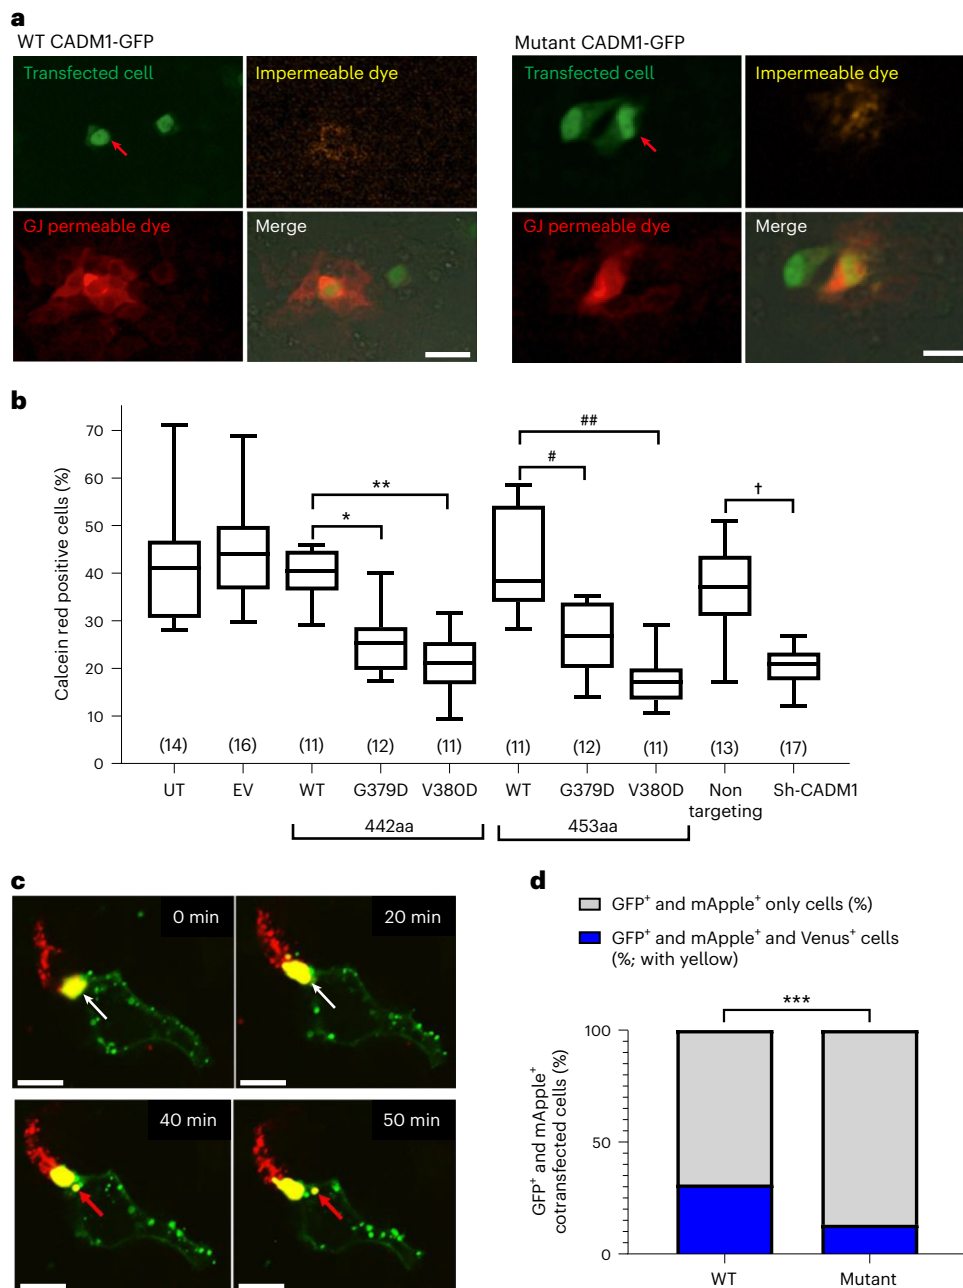 a
WT CADM1-GFP
Mutant CADM1-GFP
Transfected cell
Impermeable dye
Transfected cell
Impermeable dye
GJ permeable dye
Merge
GJ permeable dye
Merge
b
Calcein red positive cells (%)
70
60
50
40
30
20
10
0
*
**
#
##
†
(14)
(16)
(11)
(12)
(11)
(11)
(12)
(11)
(13)
(17)
UT
EV
WT
G379D
V380D
WT
G379D
V380D
Non
targeting
Sh-CADM1
442aa
453aa
c
0 min
20 min
40 min
50 min
d
GFP⁺ and mApple⁺ only cells (%)
GFP⁺ and mApple⁺ and Venus⁺ cells
(%; with yellow)
***
GFP⁺ and mApple⁺
cotransfected cells (%)
100
50
0
WT
Mutant